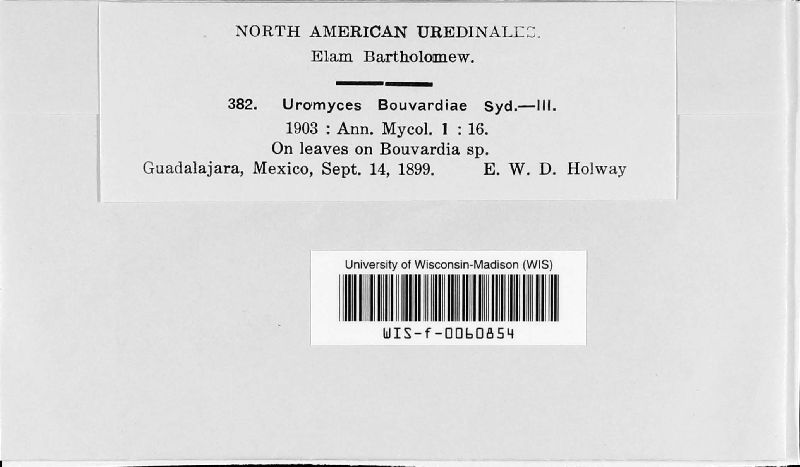 NORTH AMERICAN UREDINALES.
Elam Bartholomew.
382. Uromyces Bouvardiae Syd.—III.
1903 : Ann. Mycol. 1 : 16.
On leaves on Bouvardia sp.
Guadalajara, Mexico, Sept. 14, 1899. E. W. D. Holway
University of Wisconsin-Madison (WIS)
WIS-f-0060854